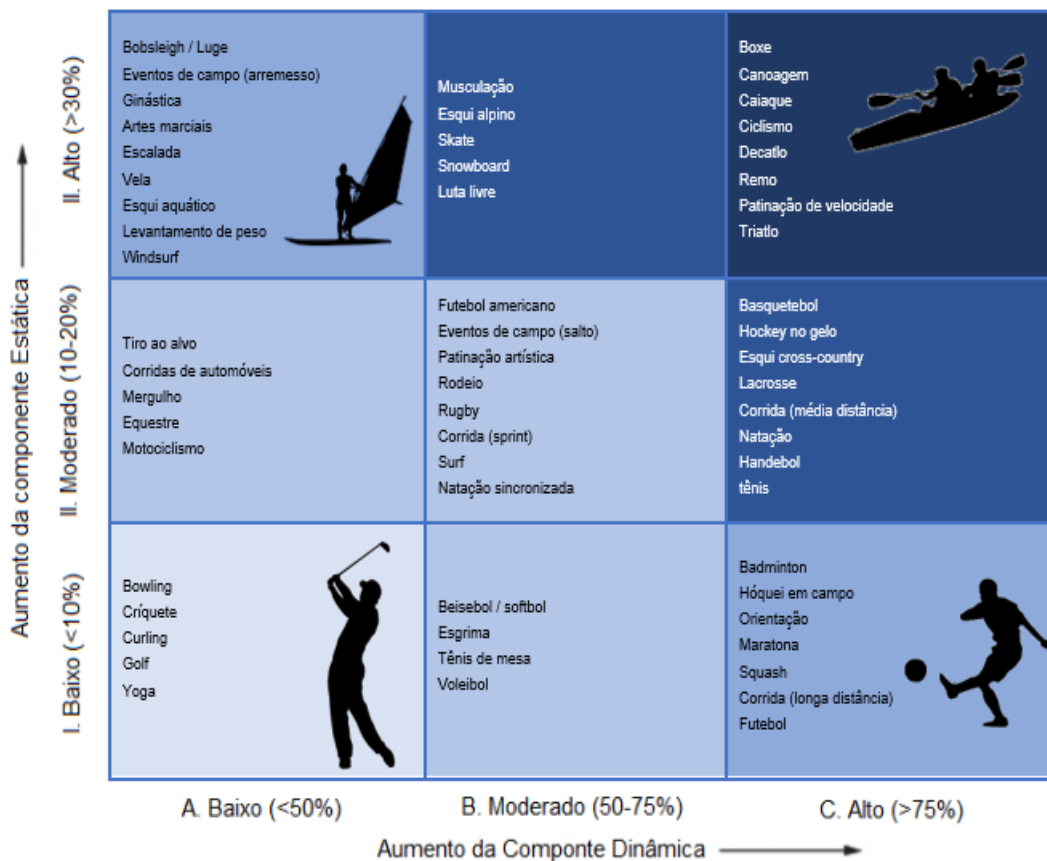 Aumento da componente Estática
II. Alto (>30%)
Bobsleigh / Luge
Eventos de campo (arremesso)
Ginástica
Artes marciais
Escalada
Vela
Esqui aquático
Levantamento de peso
Windsurf
Musculação
Esqui alpino
Skate
Snowboard
Luta livre
Boxe
Canoagem
Caiaque
Ciclismo
Decatlo
Remo
Patinação de velocidade
Triatlo
III. Moderado (10-20%)
Tiro ao alvo
Corridas de automóveis
Mergulho
Equestre
Motociclismo
Futebol americano
Eventos de campo (salto)
Patinação artística
Rodeio
Rugby
Corrida (sprint)
Surf
Natação sincronizada
Basquetebol
Hockey no gelo
Esqui cross-country
Lacrosse
Corrida (média distância)
Natação
Handebol
tênis
I. Baixo (<10%)
Bowling
Críquete
Curling
Golf
Yoga
Beisebol / softbol
Esgrima
Tênis de mesa
Voleibol
Badminton
Hóquei em campo
Orientação
Maratona
Squash
Corrida (longa distância)
Futebol
A. Baixo (<50%)
B. Moderado (50-75%)
C. Alto (>75%)
Aumento da Componte Dinâmica